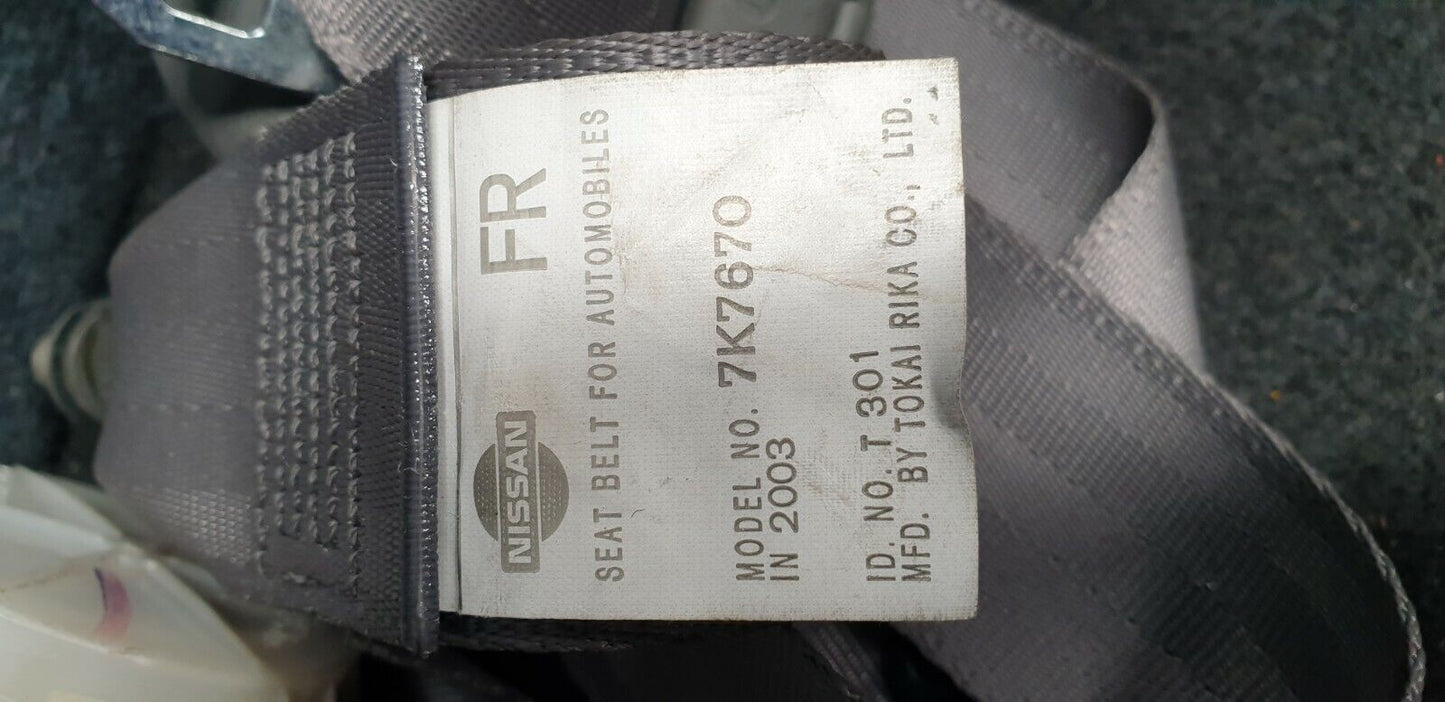 NISSAN FR
SEAT BELT FOR AUTOMOBILES
MODEL NO. 7K7670
IN 2003
ID. NO. T 301
MFD. BY TOKAI RIKA CO., LTD.